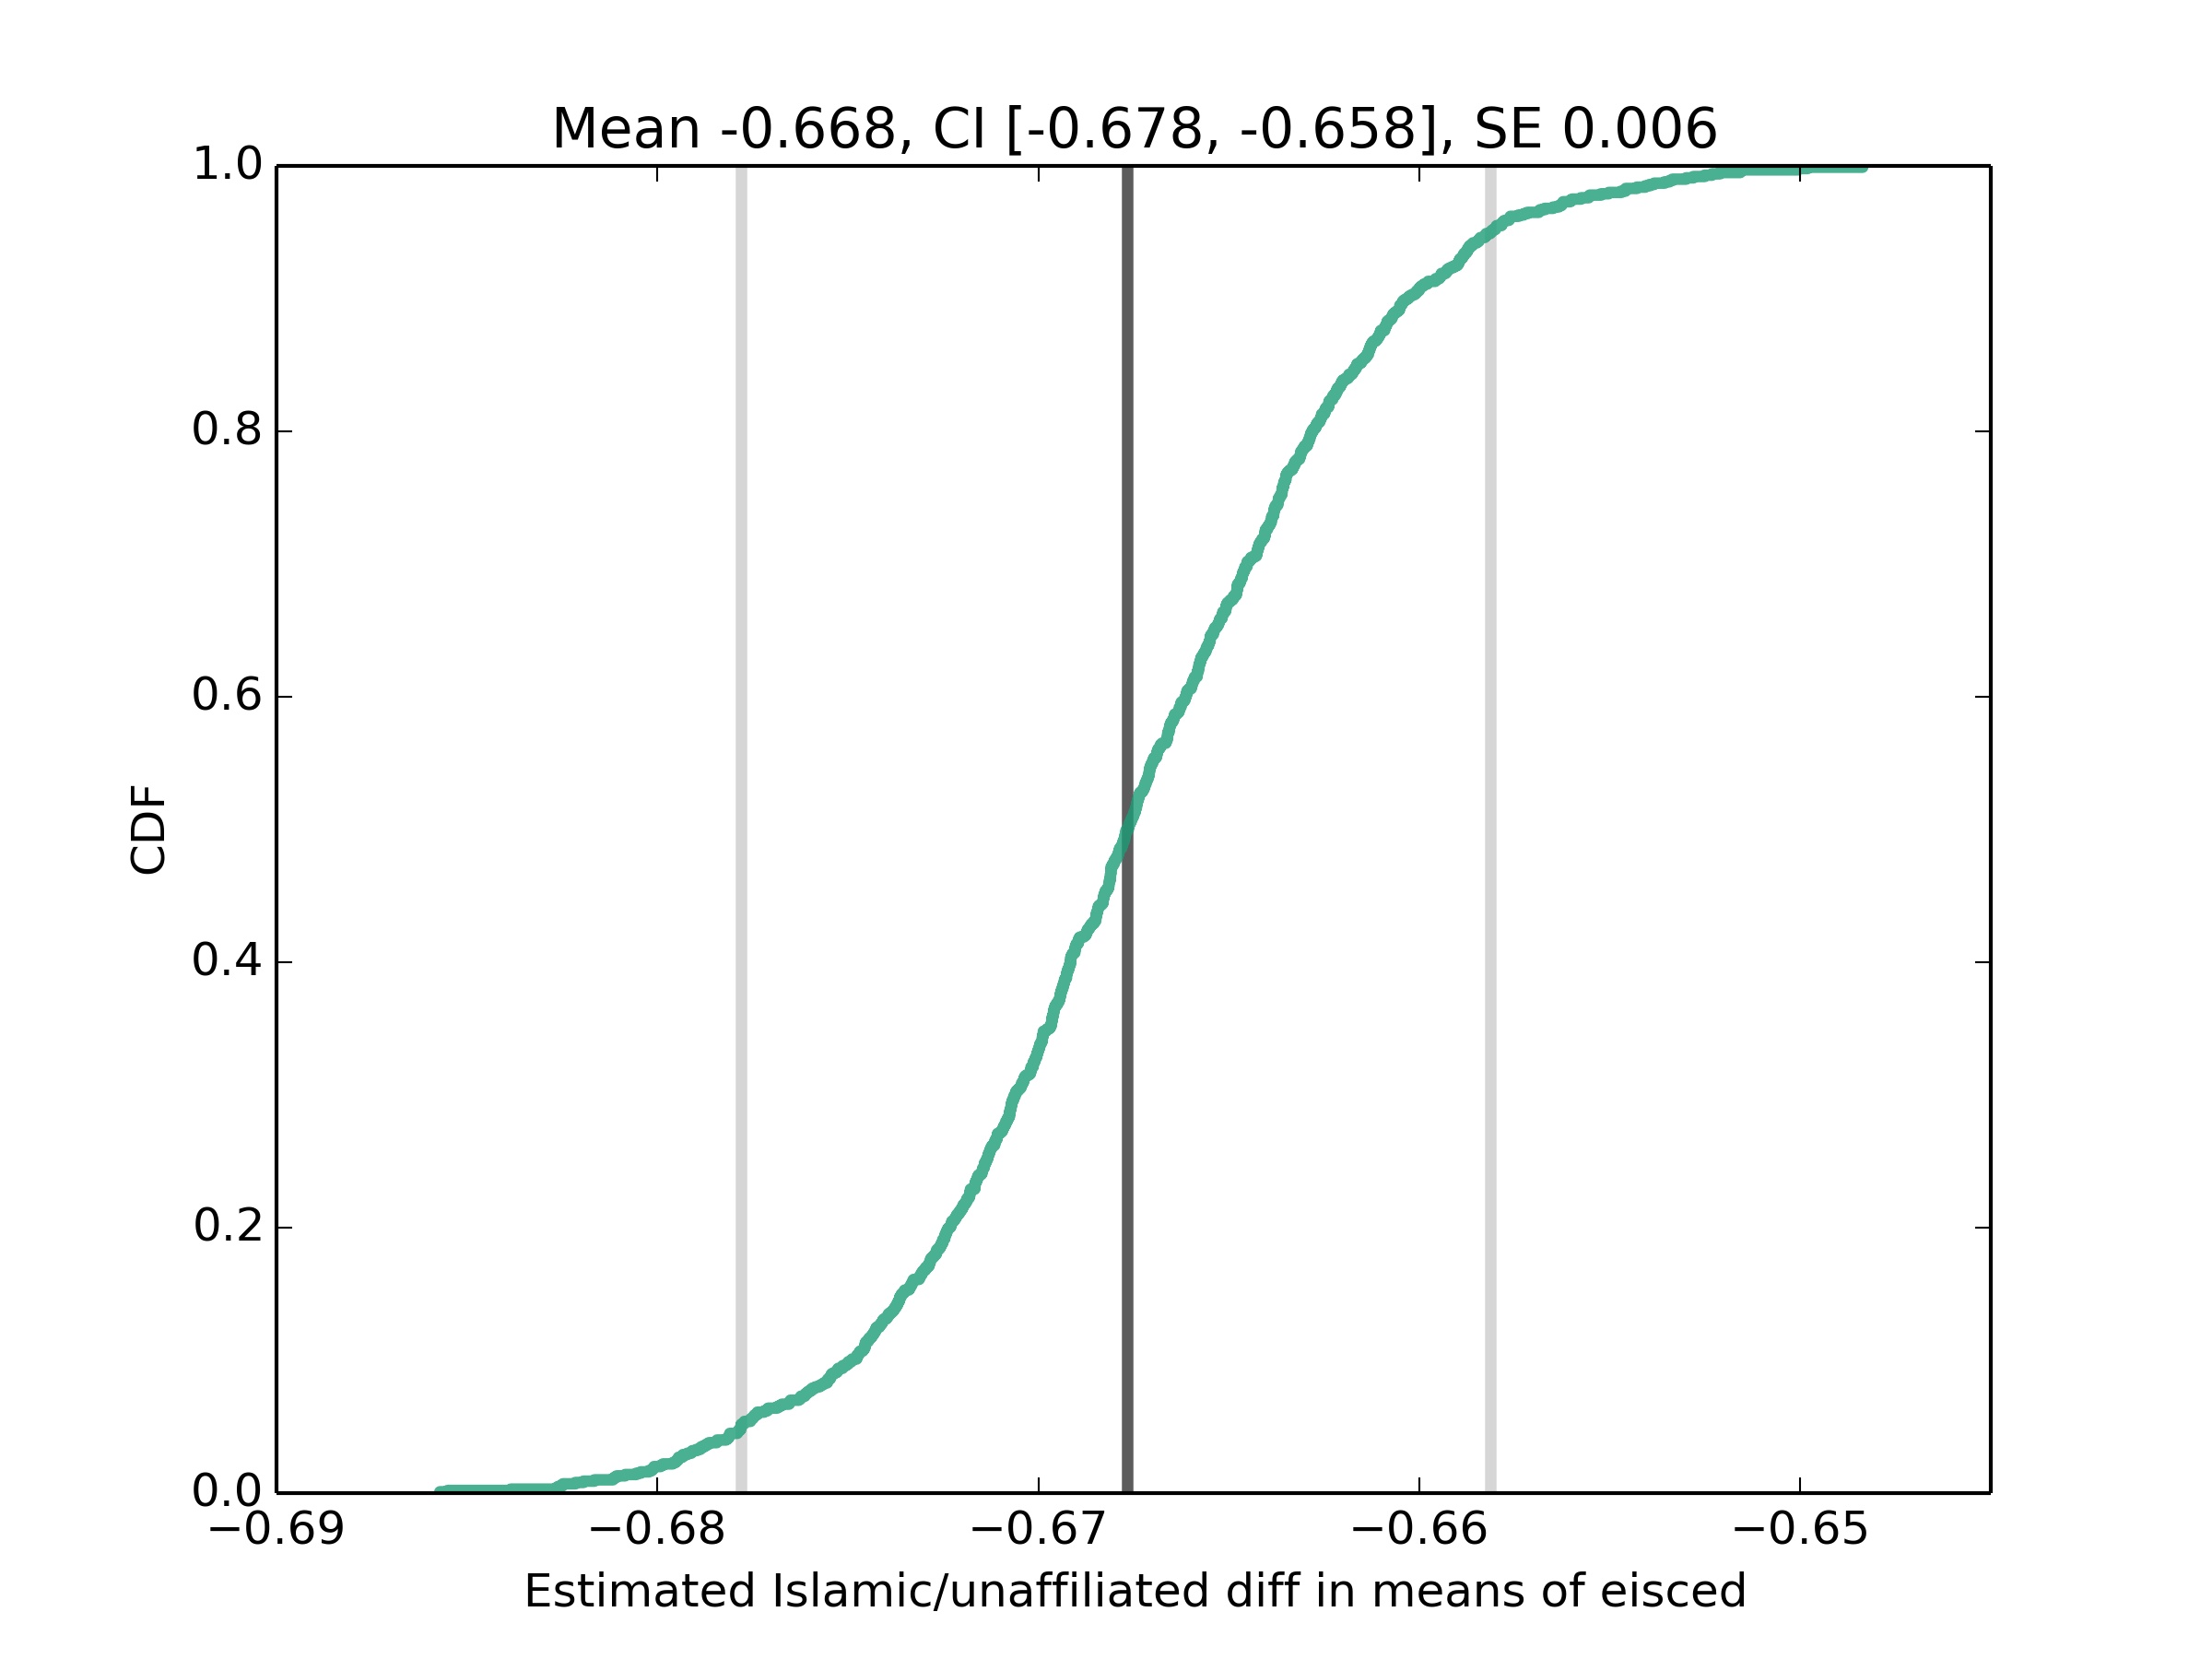 Mean -0.668, CI [-0.678, -0.658], SE 0.006
1.0
0.8
0.6
0.4
0.2
0.0
CDF
−0.69 −0.68 −0.67 −0.66 −0.65
Estimated Islamic/unaffiliated diff in means of eisced